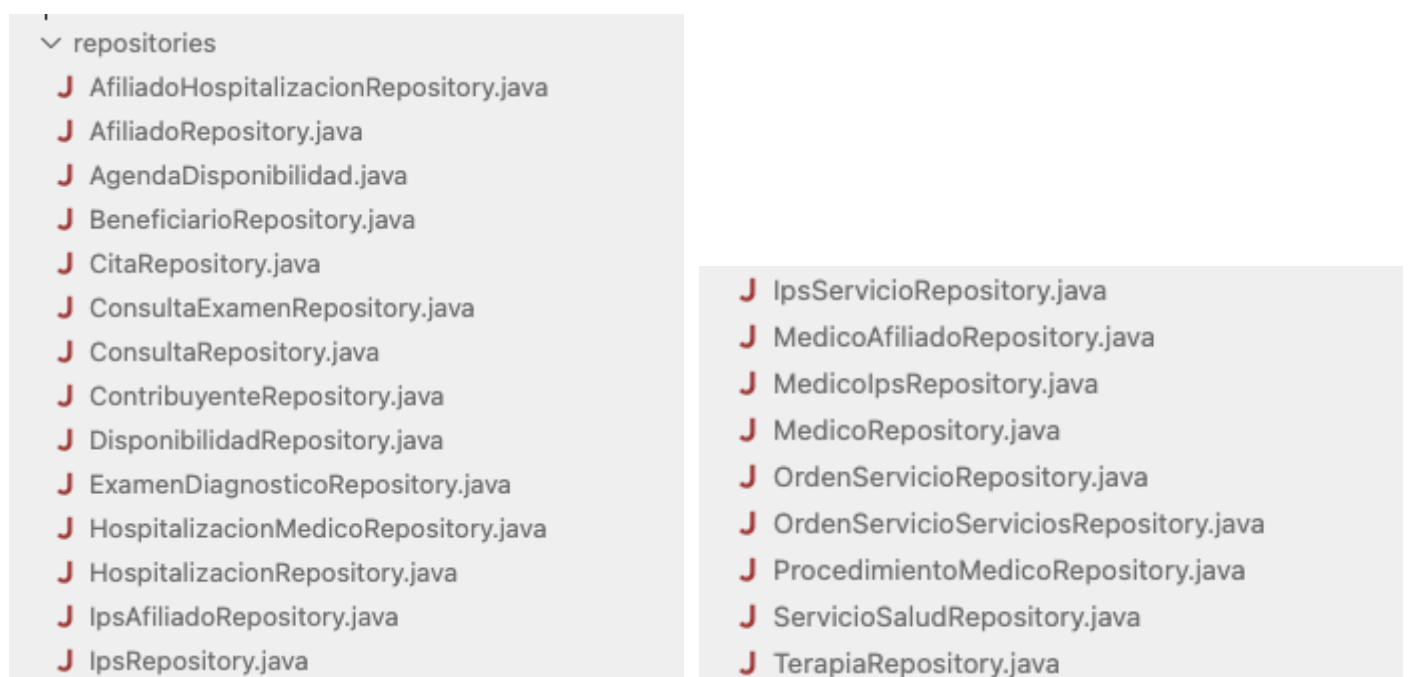 repositories
J AfiliadoHospitalizacionRepository.java
J AfiliadoRepository.java
J AgendaDisponibilidad.java
J BeneficiarioRepository.java
J CitaRepository.java
J ConsultaExamenRepository.java
J ConsultaRepository.java
J ContribuyenteRepository.java
J DisponibilidadRepository.java
J ExamenDiagnosticoRepository.java
J HospitalizacionMedicoRepository.java
J HospitalizacionRepository.java
J IpsAfiliadoRepository.java
J IpsRepository.java
J IpsServicioRepository.java
J MedicoAfiliadoRepository.java
J MedicoIpsRepository.java
J MedicoRepository.java
J OrdenServicioRepository.java
J OrdenServicioServiciosRepository.java
J ProcedimientoMedicoRepository.java
J ServicioSaludRepository.java
J TerapiaRepository.java